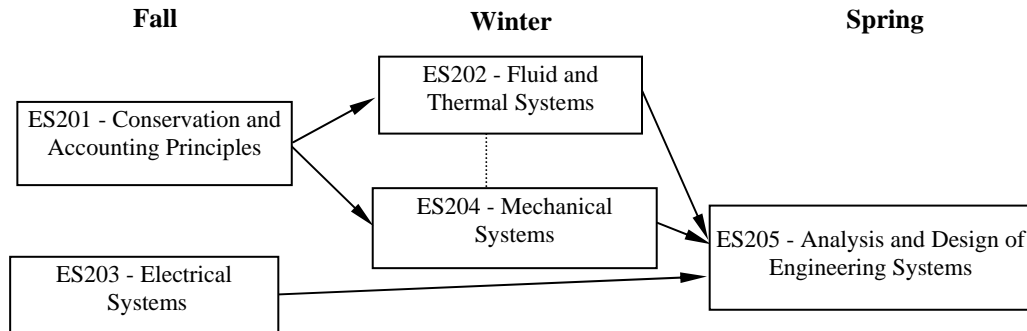 Fall
Winter
Spring
ES201 - Conservation and
Accounting Principles
ES203 - Electrical
Systems
ES202 - Fluid and
Thermal Systems
ES204 - Mechanical
Systems
ES205 - Analysis and Design of
Engineering Systems